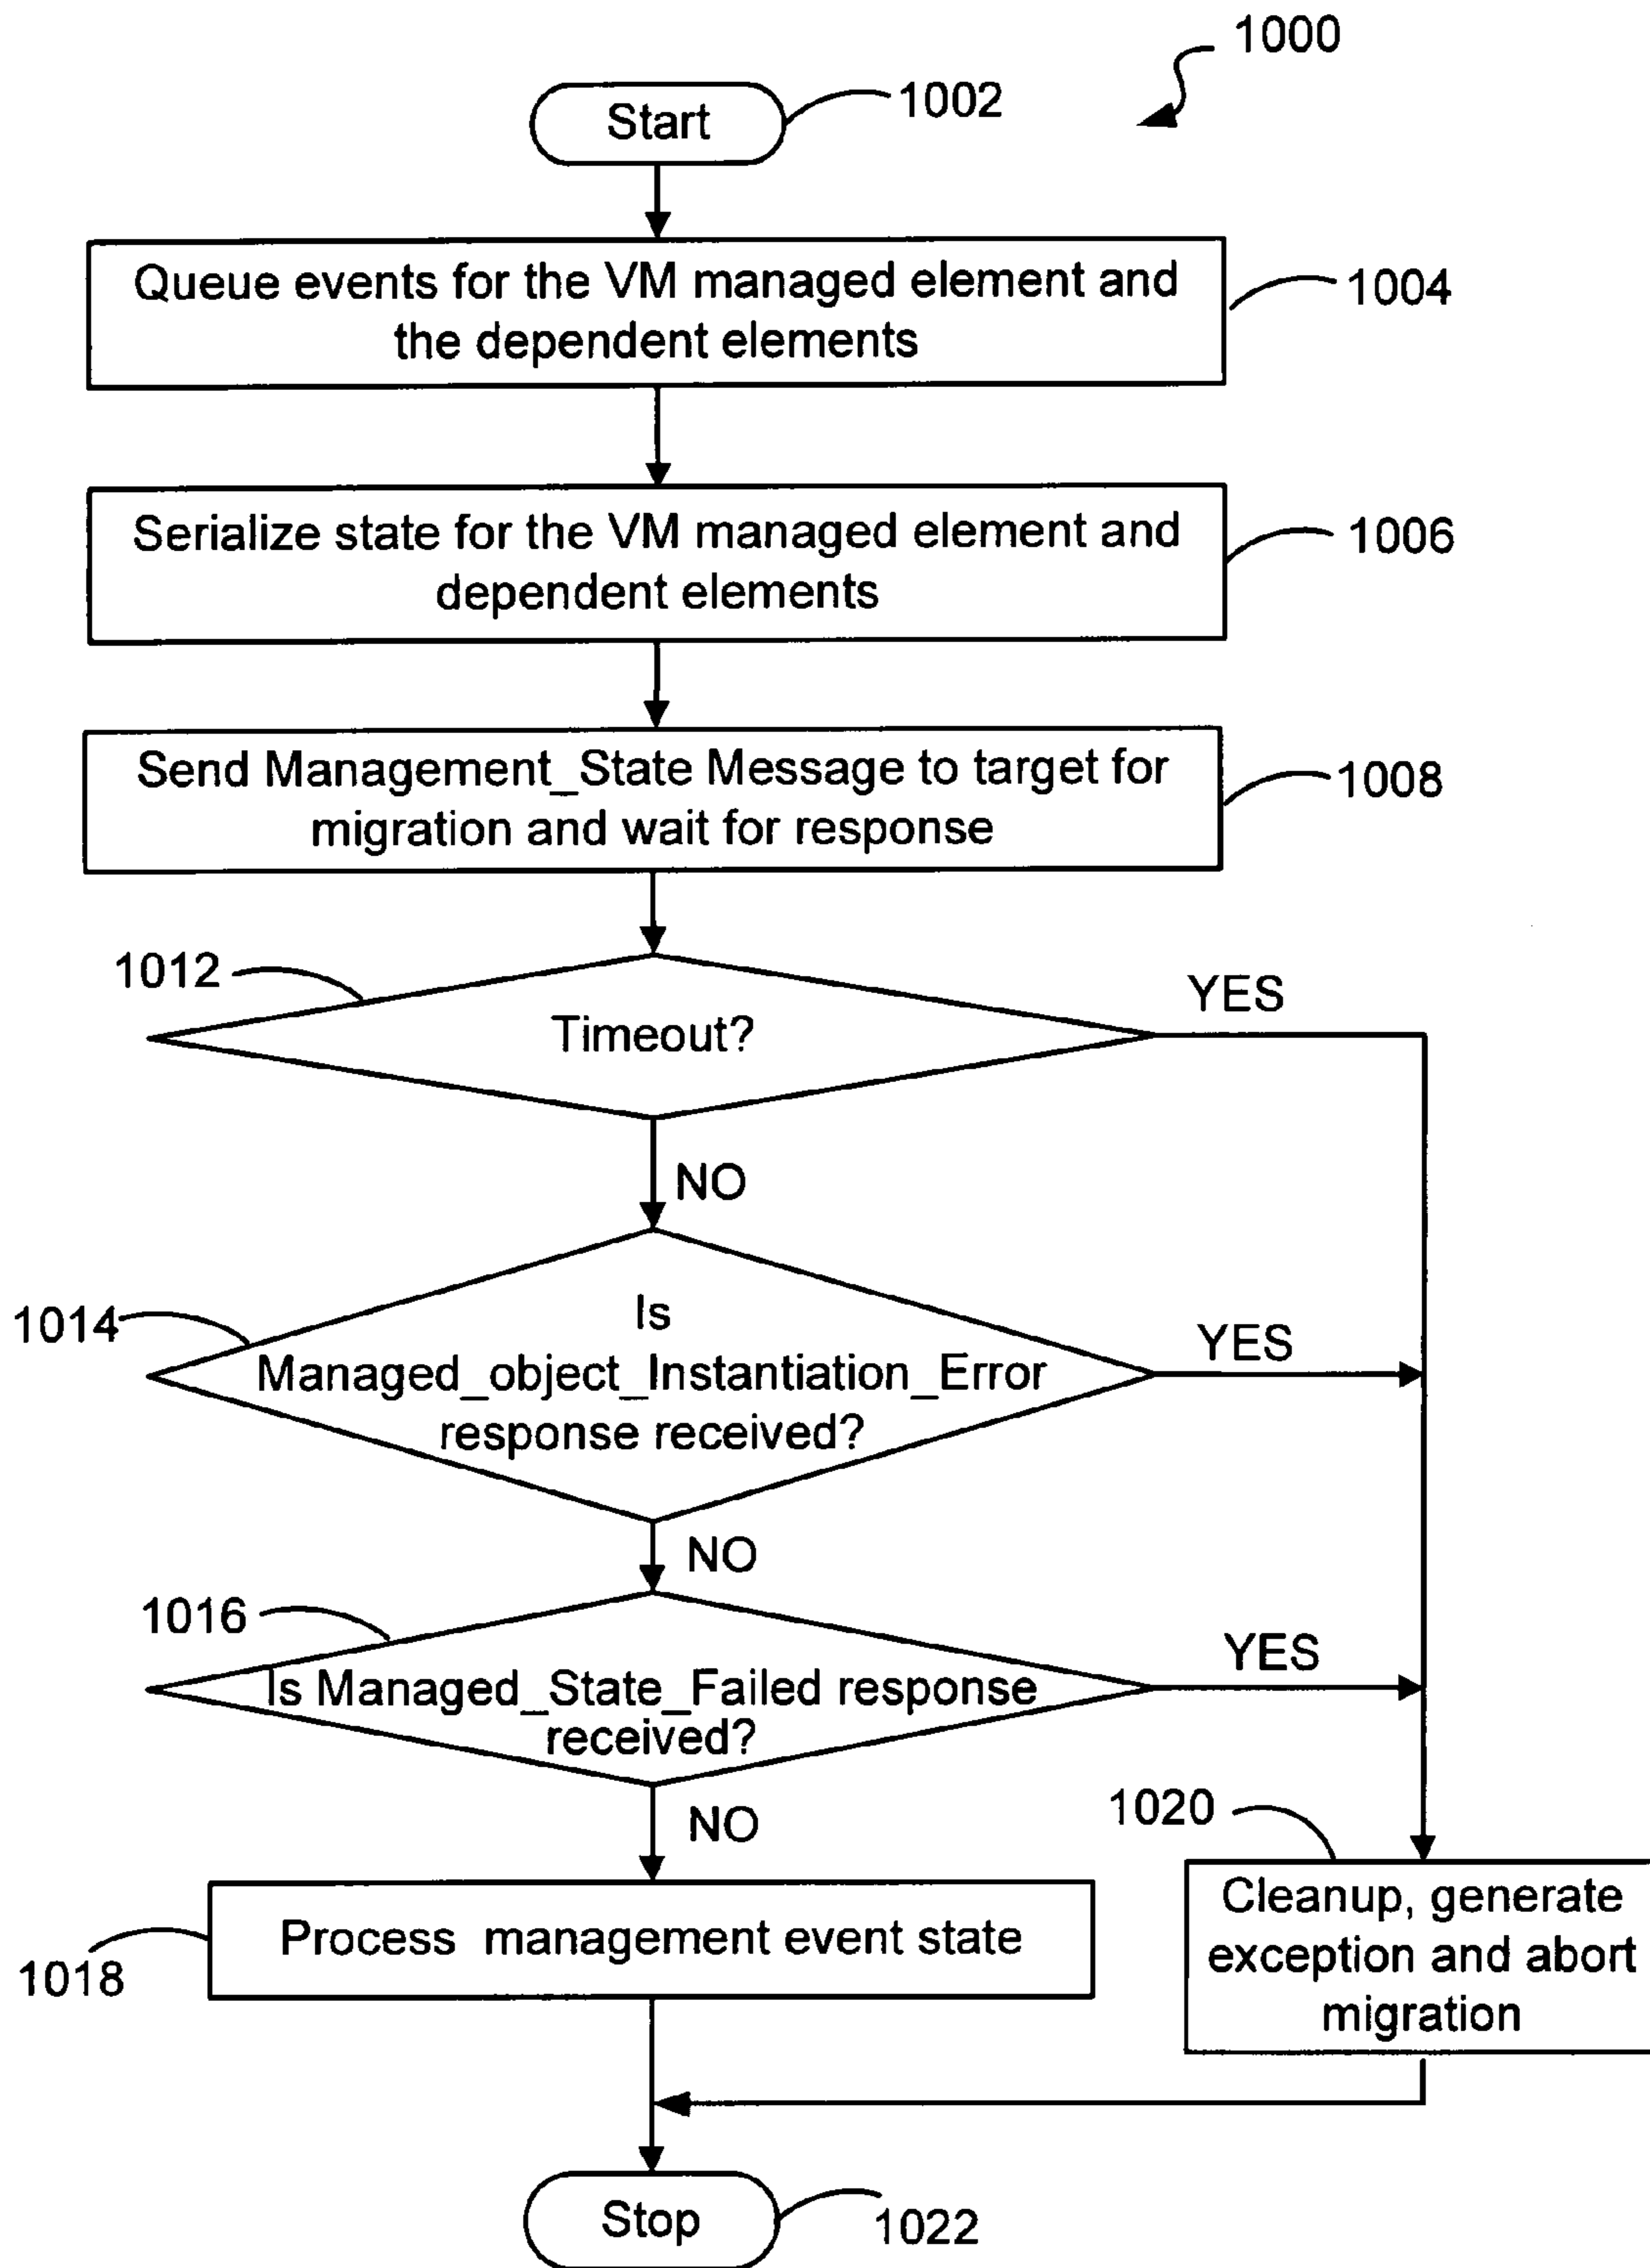 1000
Start
1002
Queue events for the VM managed element and
the dependent elements
1004
Serialize state for the VM managed element and
dependent elements
1006
Send Management_State Message to target for
migration and wait for response
1008
1012
Timeout?
YES
NO
1014
Is
Managed_object_Instantiation_Error
response received?
YES
NO
1016
Is Managed_State_Failed response
received?
YES
NO
1020
Process management event state
1018
Cleanup, generate
exception and abort
migration
Stop
1022